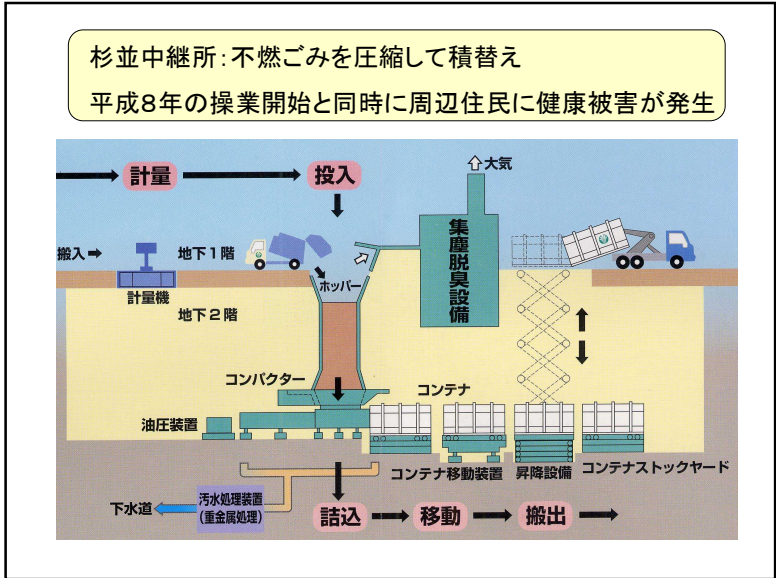 杉並中継所：不燃ごみを圧縮して積替え
平成８年の操業開始と同時に周辺住民に健康被害が発生
計量
投入
大気
搬入
地下1階
計量機
地下２階
ホッパー
集塵脱臭設備
コンパクター
コンテナ
油圧装置
コンテナ移動装置
昇降設備
コンテナストックヤード
下水道
汚水処理装置
（重金属処理）
詰込
移動
搬出